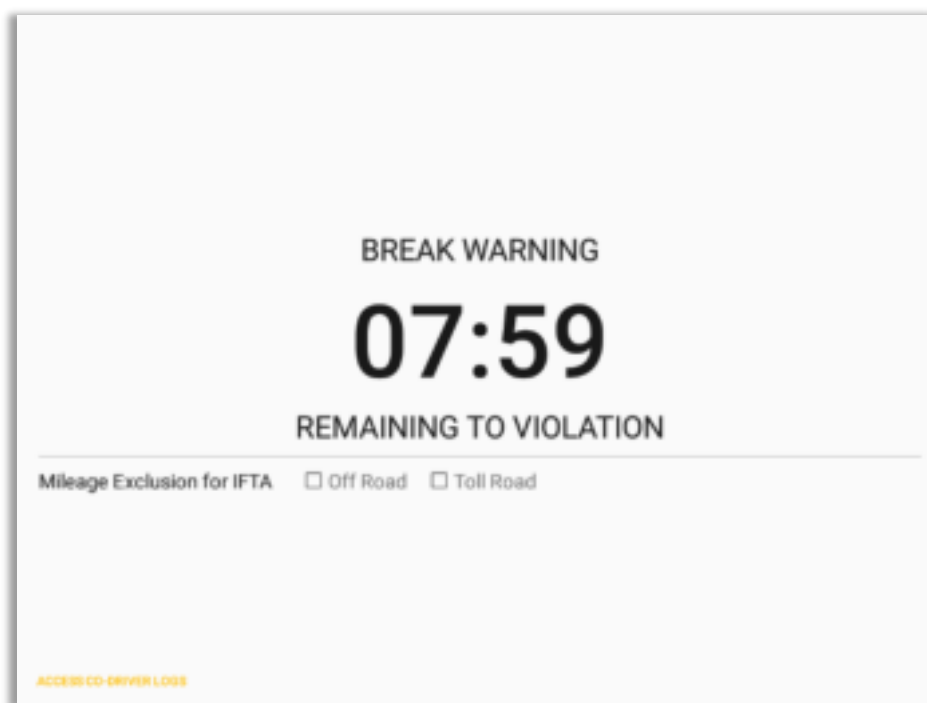 BREAK WARNING
07:59
REMAINING TO VIOLATION
Mileage Exclusion for IFTA ☐ Off Road ☐ Toll Road
ACCESS CO-DRIVER LOGS